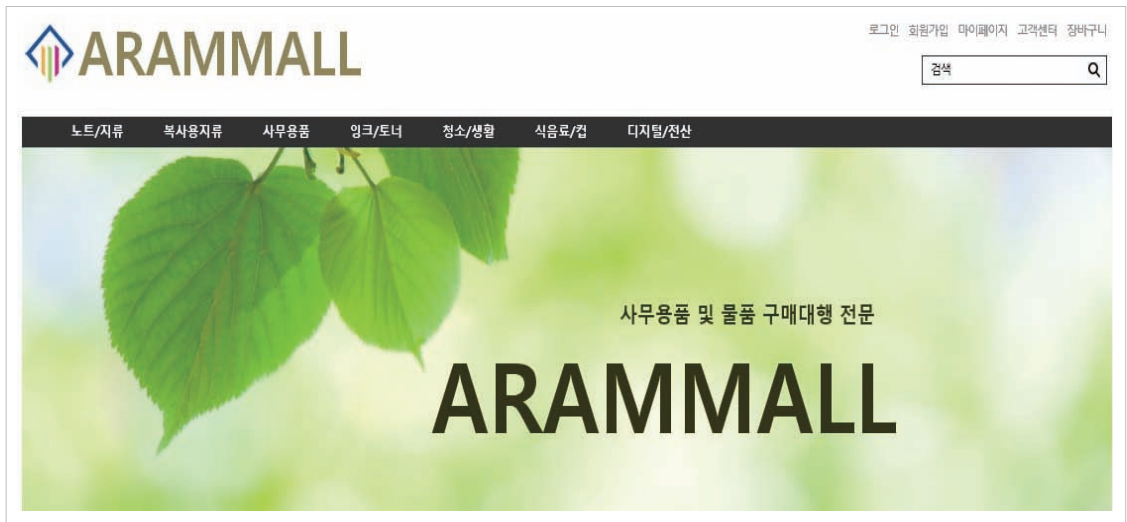 ARAMMALL
로그인 회원가입 마이페이지 고객센터 장바구니
검색
노트/지류 복사용지류 사무용품 잉크/토너 청소/생활 식음료/컵 디지털/전산
사무용품 및 물품 구매대행 전문
ARAMMALL